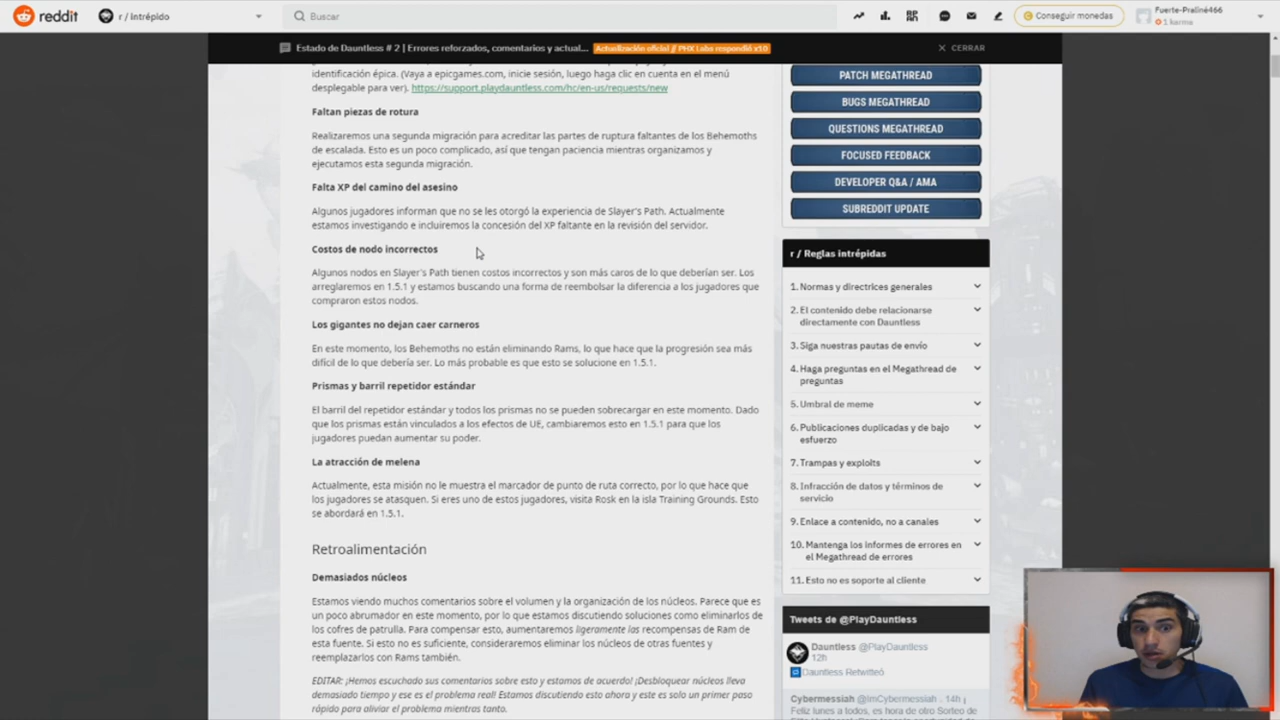 reddit
r / Intrépido
Buscar
Conseguir monedas
Fuerte-Praliné466
1 karma
Estado de Dauntless # 2 | Errores reforzados, comentarios y actual...
Actualización oficial // PHX Labs respondió x10
CERRAR
identificación épica. (Vaya a epicgames.com, inicie sesión, luego haga clic en cuenta en el menú
desplegable para ver). https://support.playdauntless.com/hc/en-us/requests/new
Faltan piezas de rotura
Realizaremos una segunda migración para acreditar las partes de ruptura faltantes de los Behemoths
de escalada. Esto es un poco complicado, así que tengan paciencia mientras organizamos y
ejecutamos esta segunda migración.
Falta XP del camino del asesino
Algunos jugadores informan que no se les otorgó la experiencia de Slayer's Path. Actualmente
estamos investigando e incluiremos la concesión del XP faltante en la revisión del servidor.
Costos de nodo incorrectos
Algunos nodos en Slayer's Path tienen costos incorrectos y son más caros de lo que deberían ser. Los
arreglaremos en 1.5.1 y estamos buscando una forma de reembolsar la diferencia a los jugadores que
compraron estos nodos.
Los gigantes no dejan caer carneros
En este momento, los Behemoths no están eliminando Rams, lo que hace que la progresión sea más
difícil de lo que debería ser. Lo más probable es que esto se solucione en 1.5.1.
Prismas y barril repetidor estándar
El barril del repetidor estándar y todos los prismas no se pueden sobrecargar en este momento. Dado
que los prismas están vinculados a los efectos de UE, cambiaremos esto en 1.5.1 para que los
jugadores puedan aumentar su poder.
La atracción de melena
Actualmente, esta misión no le muestra el marcador de punto de ruta correcto, por lo que hace que
los jugadores se atasquen. Si eres uno de estos jugadores, visita Rosk en la isla Training Grounds. Esto
se abordará en 1.5.1.
Retroalimentación
Demasiados núcleos
Estamos viendo muchos comentarios sobre el volumen y la organización de los núcleos. Parece que es
un poco abrumador en este momento, por lo que estamos discutiendo soluciones como eliminarlos de
los cofres de patrulla. Para compensar esto, aumentaremos ligeramente las recompensas de Ram de
esta fuente. Si esto no es suficiente, consideraremos eliminar los núcleos de otras fuentes y
reemplazarlos con Rams también.
EDITAR: ¡Hemos escuchado sus comentarios sobre esto y estamos de acuerdo! ¡Desbloquear núcleos lleva
demasiado tiempo y ese es el problema real! Estamos discutiendo esto ahora y este es solo un primer paso
rápido para aliviar el problema mientras tanto.
PATCH MEGATHREAD
BUGS MEGATHREAD
QUESTIONS MEGATHREAD
FOCUSED FEEDBACK
DEVELOPER Q&A / AMA
SUBREDDIT UPDATE
r / Reglas intrépidas
1. Normas y directrices generales
2. El contenido debe relacionarse
directamente con Dauntless
3. Siga nuestras pautas de envío
4. Haga preguntas en el Megathread de
preguntas
5. Umbral de meme
6. Publicaciones duplicadas y de bajo
esfuerzo
7. Trampas y exploits
8. Infracción de datos y términos de
servicio
9. Enlace a contenido, no a canales
10. Mantenga los informes de errores en
el Megathread de errores
11. Esto no es soporte al cliente
Tweets de @PlayDauntless
Dauntless @PlayDauntless
12h
Dauntless Retwitteó
Cybermessiah @ImCybermessiah . 14h
Feliz lunes a todos, es hora de otro Sorteo de